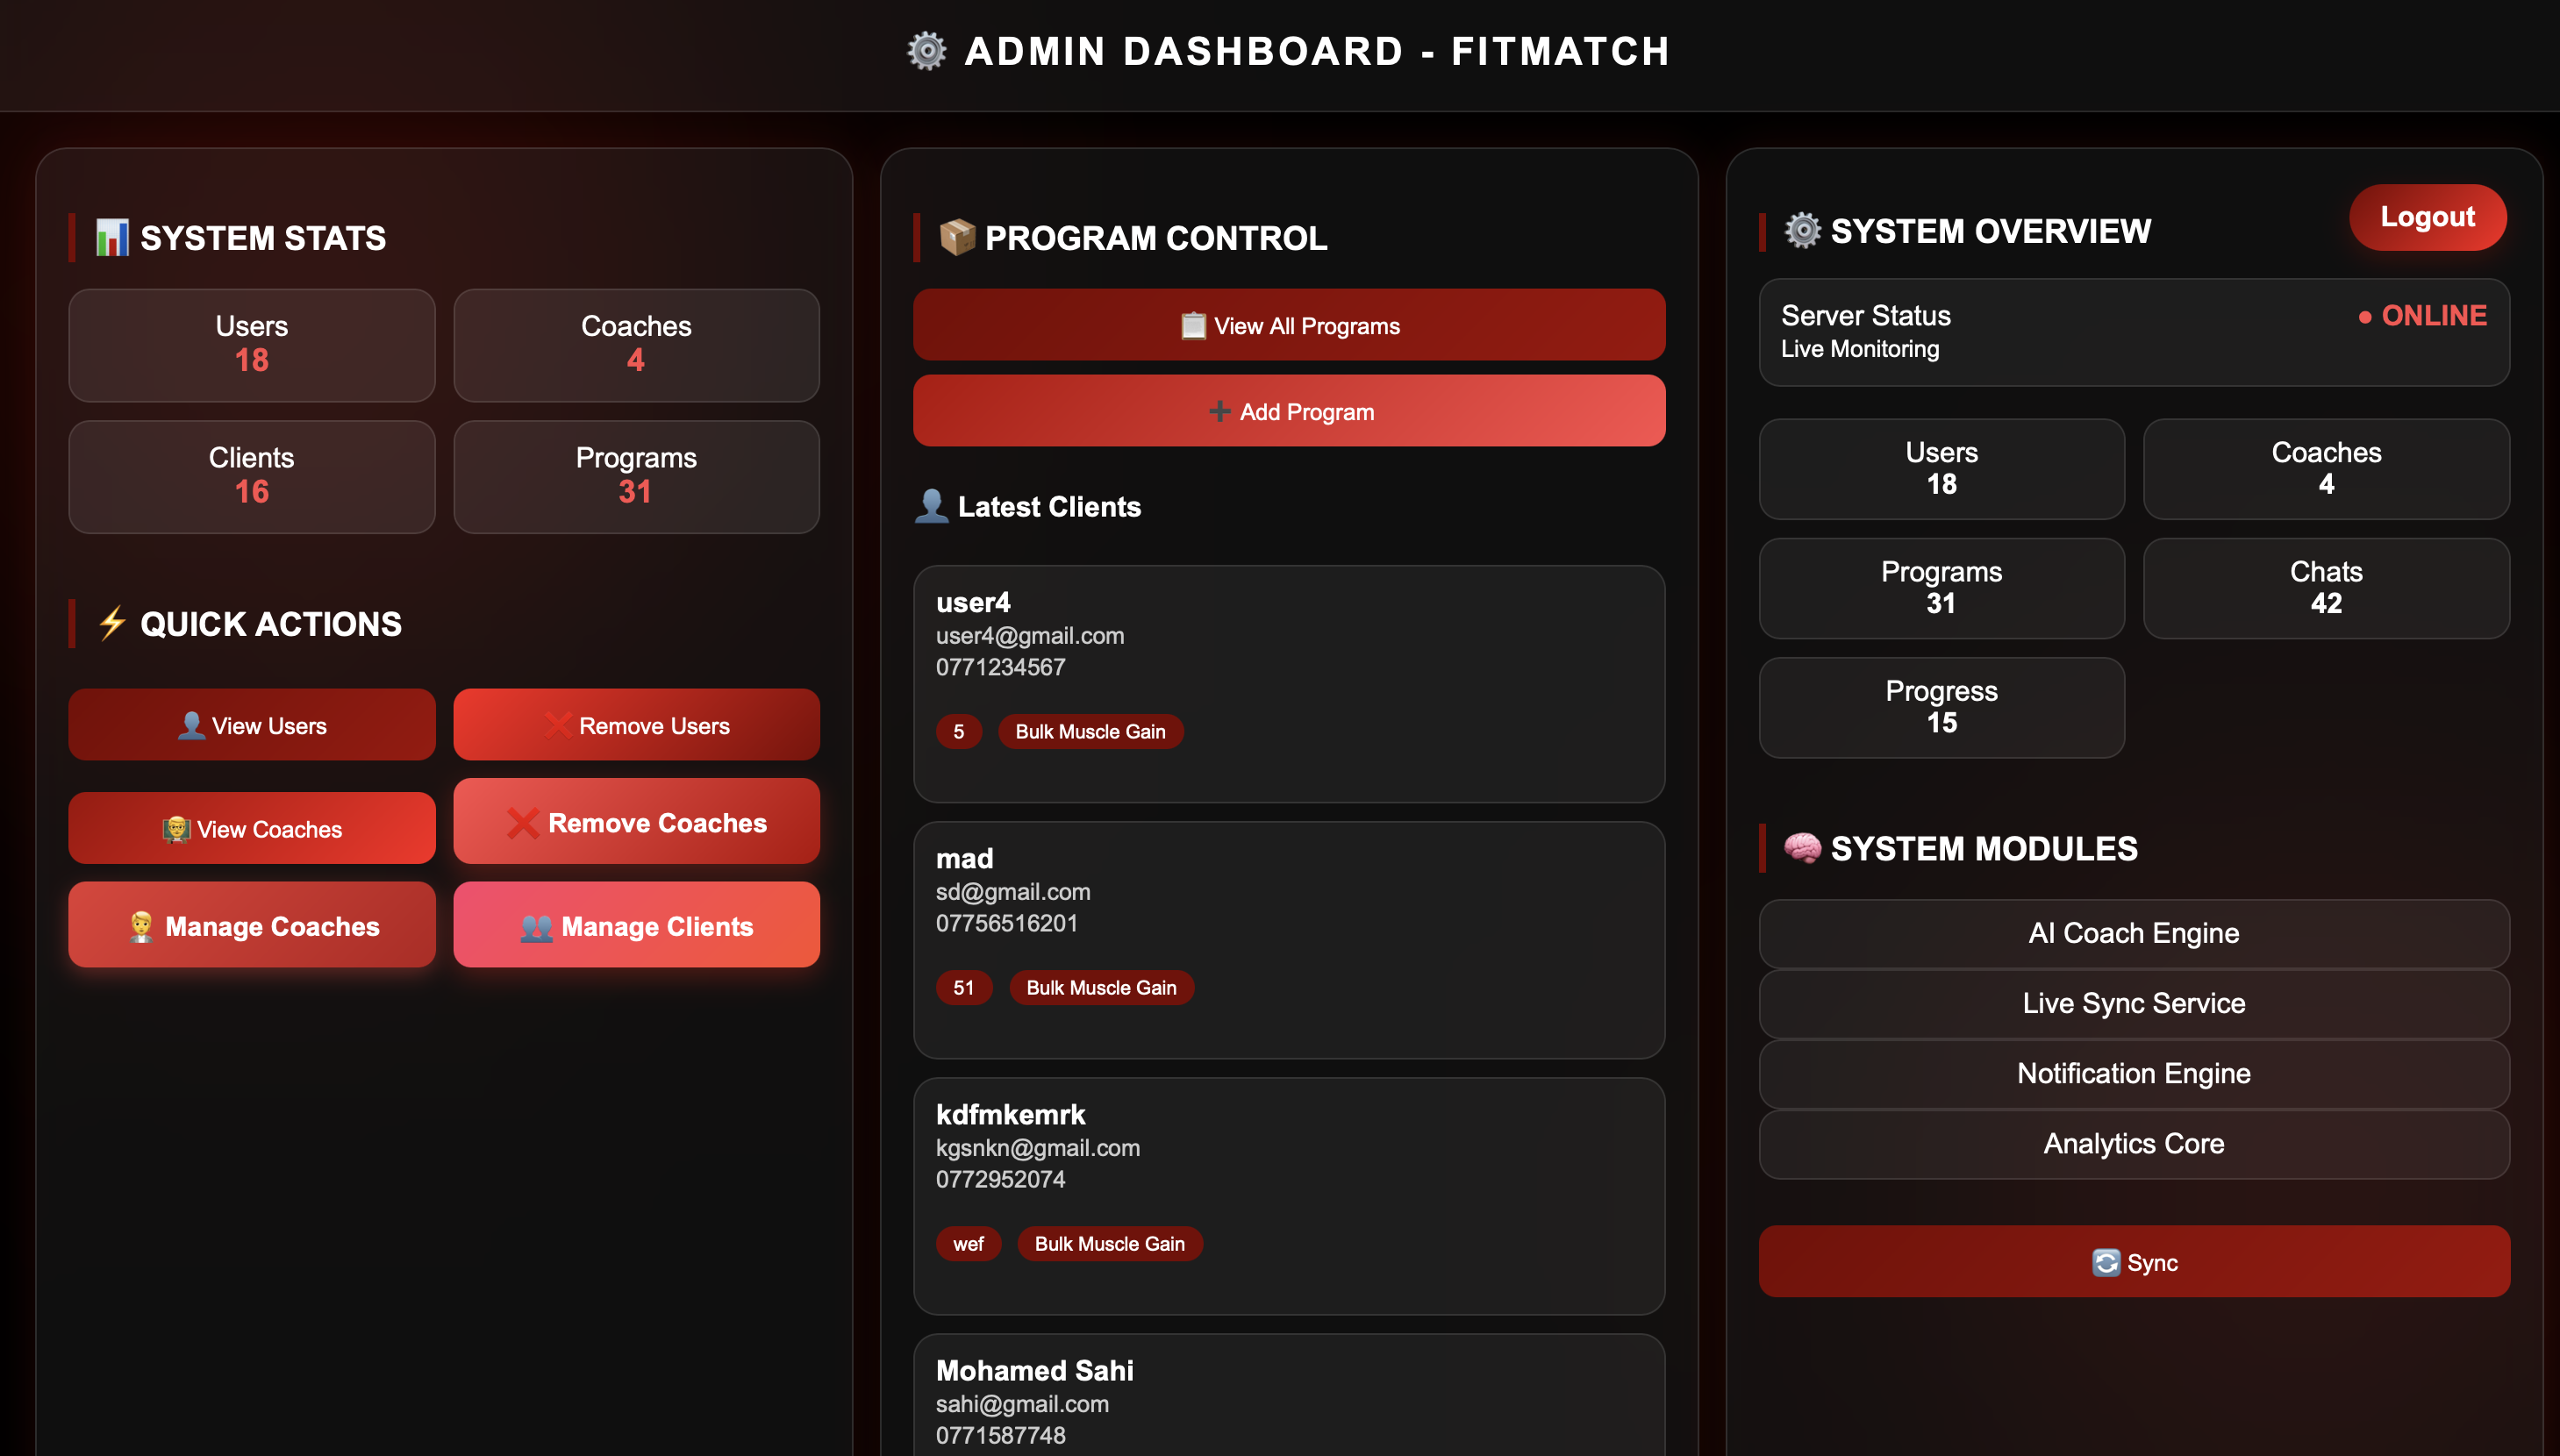 ADMIN DASHBOARD - FITMATCH
SYSTEM STATS
Users
18
Coaches
4
Clients
16
Programs
31
QUICK ACTIONS
View Users
Remove Users
View Coaches
Remove Coaches
Manage Coaches
Manage Clients
PROGRAM CONTROL
View All Programs
Add Program
Latest Clients
user4
user4@gmail.com
0771234567
5 Bulk Muscle Gain
mad
sd@gmail.com
07756516201
51 Bulk Muscle Gain
kdfmkemrk
kgsnkn@gmail.com
0772952074
wef Bulk Muscle Gain
Mohamed Sahi
sahi@gmail.com
0771587748
SYSTEM OVERVIEW
Logout
Server Status
● ONLINE
Live Monitoring
Users
18
Coaches
4
Programs
31
Chats
42
Progress
15
SYSTEM MODULES
AI Coach Engine
Live Sync Service
Notification Engine
Analytics Core
Sync